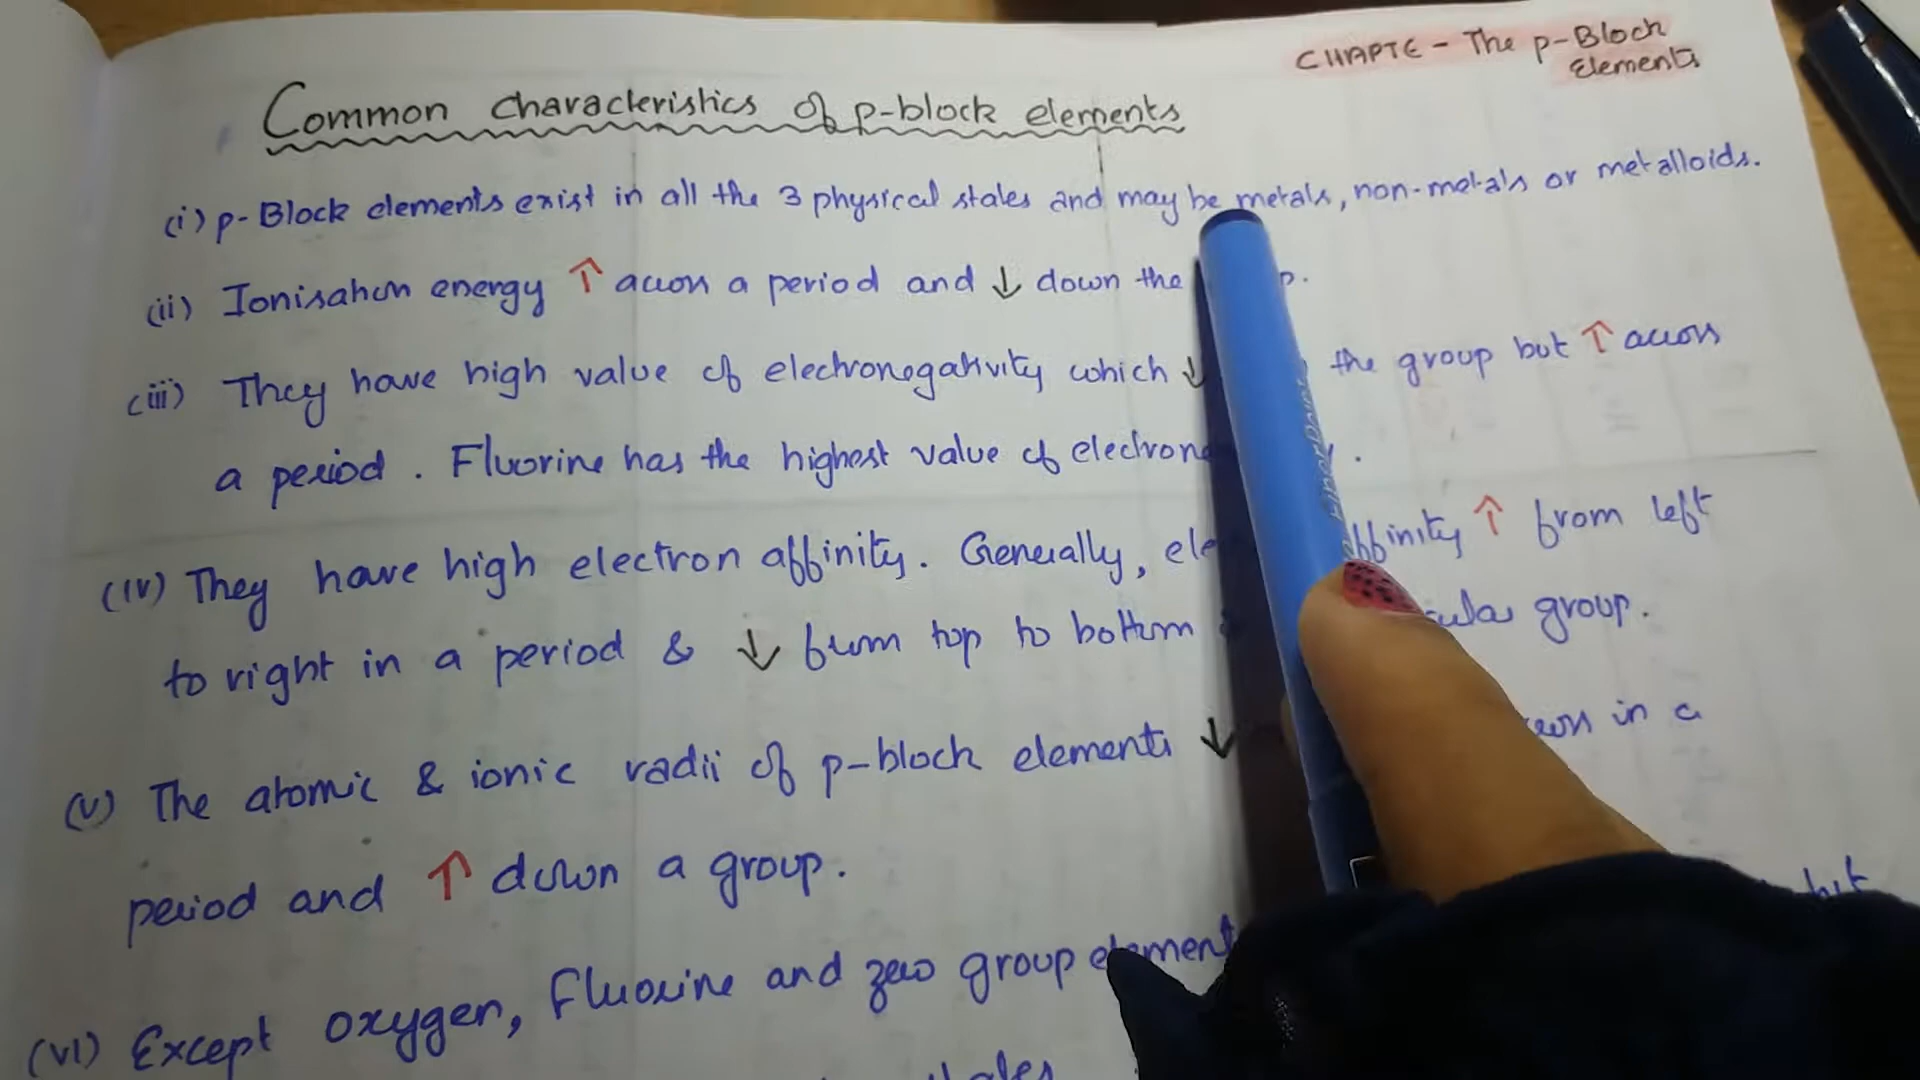 CHAPTE - The p-Block
Elements
Common characteristics of p-block elements
(i) p-Block elements exist in all the 3 physical states and may be metals, non-metals or metalloids.
(ii) Ionisation energy ↑ across a period and ↓ down the p.
(iii) They have high value of electronegativity which ↓ the group but ↑ across
a period. Fluorine has the highest value of electron
(iv) They have high electron affinity. Generally, ele ffinity ↑ from left
to right in a period & ↓ from top to bottom cular group.
(v) The atomic & ionic radii of p-block elements ↓ in a
period and ↑ down a group.
(vi) Except oxygen, Fluorine and zero group element